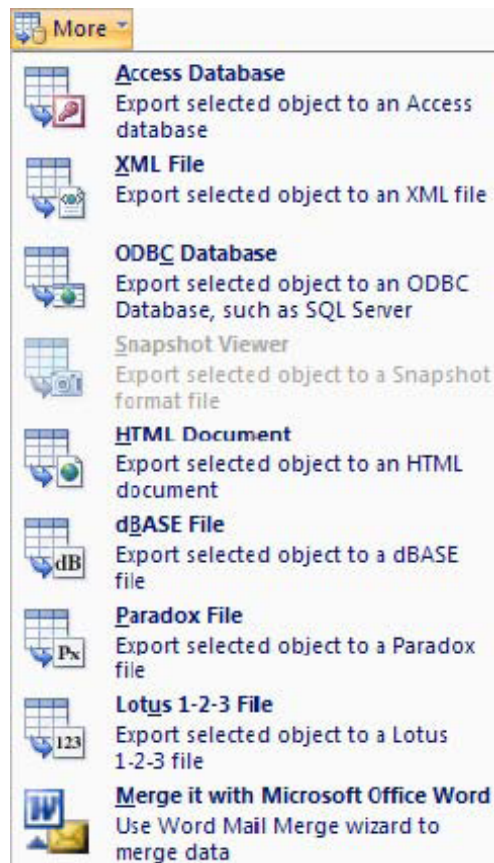 More
Access Database
Export selected object to an Access
database
XML File
Export selected object to an XML file
ODBC Database
Export selected object to an ODBC
Database, such as SQL Server
Snapshot Viewer
Export selected object to a Snapshot
format file
HTML Document
Export selected object to an HTML
document
dBASE File
Export selected object to a dBASE
file
dB
Paradox File
Export selected object to a Paradox
file
Px
Lotus 1-2-3 File
Export selected object to a Lotus
1-2-3 file
123
Merge it with Microsoft Office Word
Use Word Mail Merge wizard to
merge data
W